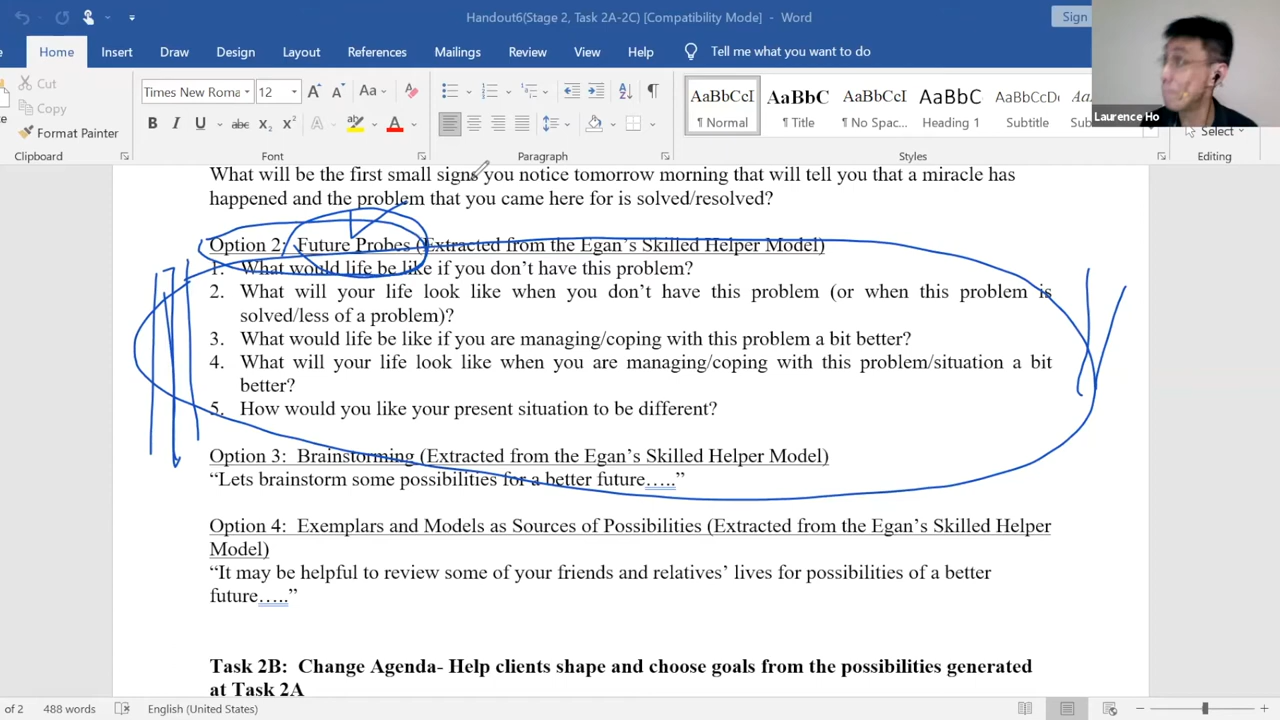 Handout6(Stage 2, Task 2A-2C) [Compatibility Mode] - Word
Sign
Home Insert Draw Design Layout References Mailings Review View Help Tell me what you want to do
Cut
Copy
Format Painter
Clipboard
Times New Roma 12
Font
Paragraph
AaBbCcI AaBbC AaBbCcI AaBbC AaBbCcD
¶ Normal ¶ Title ¶ No Spac... Heading 1 Subtitle
Styles
Select
Editing
Laurence Ho
What will be the first small signs you notice tomorrow morning that will tell you that a miracle has
happened and the problem that you came here for is solved/resolved?
Option 2: Future Probes (Extracted from the Egan’s Skilled Helper Model)
1. What would life be like if you don’t have this problem?
2. What will your life look like when you don’t have this problem (or when this problem is
solved/less of a problem)?
3. What would life be like if you are managing/coping with this problem a bit better?
4. What will your life look like when you are managing/coping with this problem/situation a bit
better?
5. How would you like your present situation to be different?
Option 3: Brainstorming (Extracted from the Egan’s Skilled Helper Model)
“Lets brainstorm some possibilities for a better future…..”
Option 4: Exemplars and Models as Sources of Possibilities (Extracted from the Egan’s Skilled Helper
Model)
“It may be helpful to review some of your friends and relatives’ lives for possibilities of a better
future…..”
Task 2B: Change Agenda- Help clients shape and choose goals from the possibilities generated
at Task 2A
of 2 488 words English (United States)